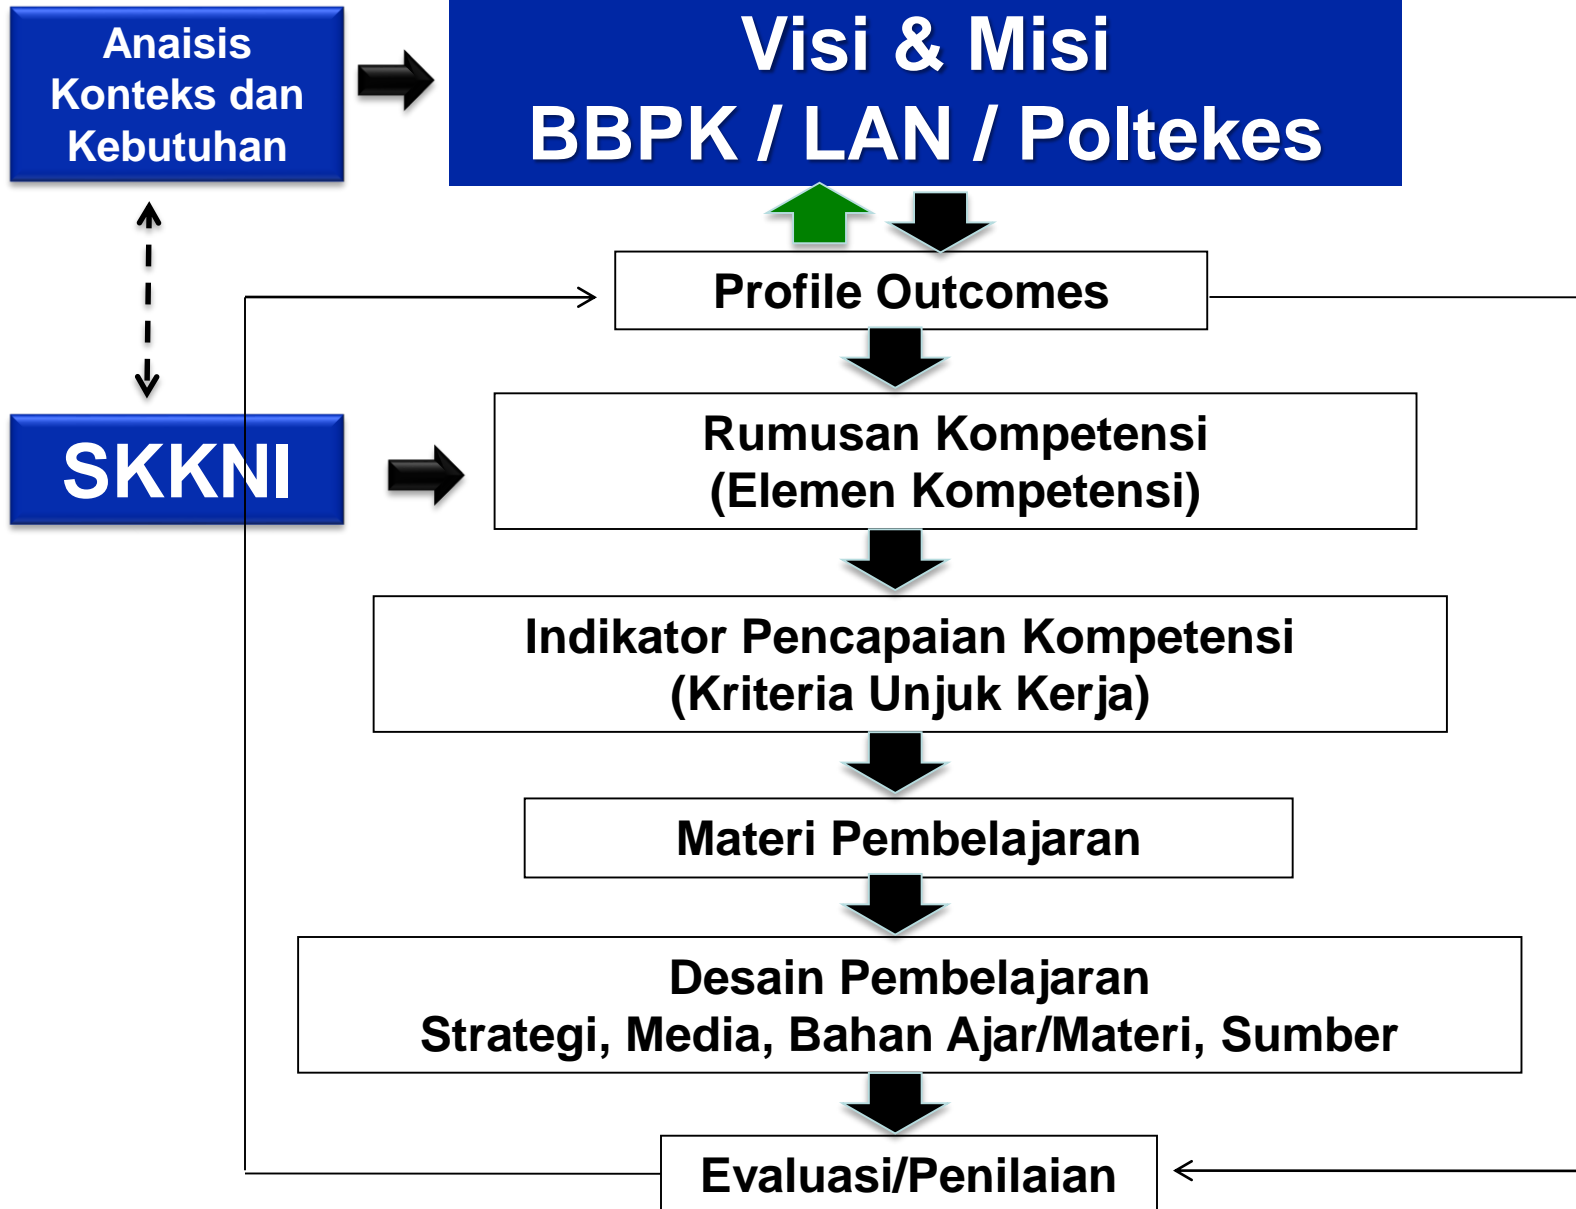 Anaisis
Konteks dan
Kebutuhan
Visi & Misi
BBPK / LAN / Poltekes
Profile Outcomes
SKKNI
Rumusan Kompetensi
(Elemen Kompetensi)
Indikator Pencapaian Kompetensi
(Kriteria Unjuk Kerja)
Materi Pembelajaran
Desain Pembelajaran
Strategi, Media, Bahan Ajar/Materi, Sumber
Evaluasi/Penilaian